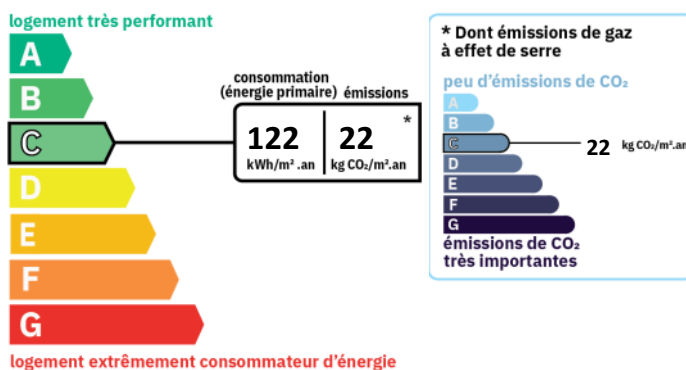 logement très performant
A
B
C
D
E
F
G
logement extrêmement consommateur d'énergie
consommation
(énergie primaire) émissions
122 22 *
kWh/m² .an kg CO₂/m².an
* Dont émissions de gaz
à effet de serre
peu d'émissions de CO₂
A
B
C
22 kg CO₂/m².an
D
E
F
G
émissions de CO₂
très importantes